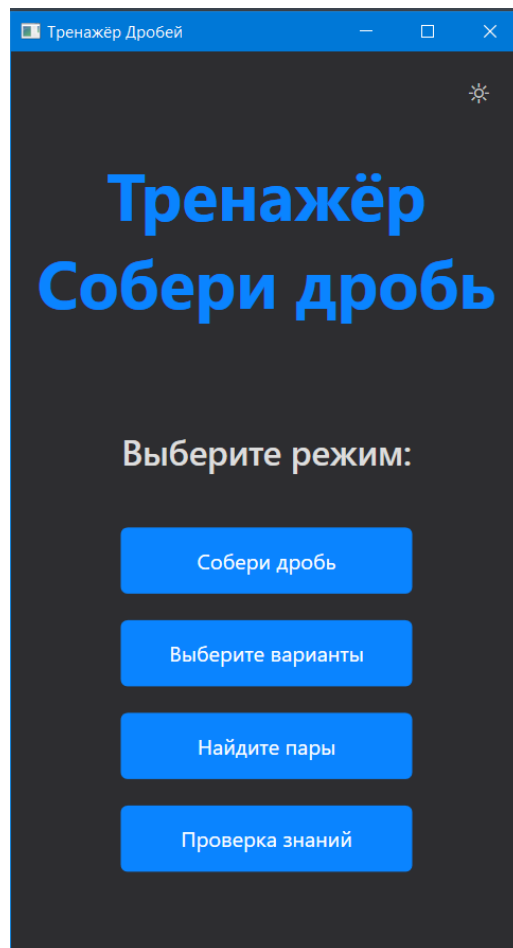 Тренажёр Дробей
Тренажёр
Собери дробь
Выберите режим:
Собери дробь
Выберите варианты
Найдите пары
Проверка знаний